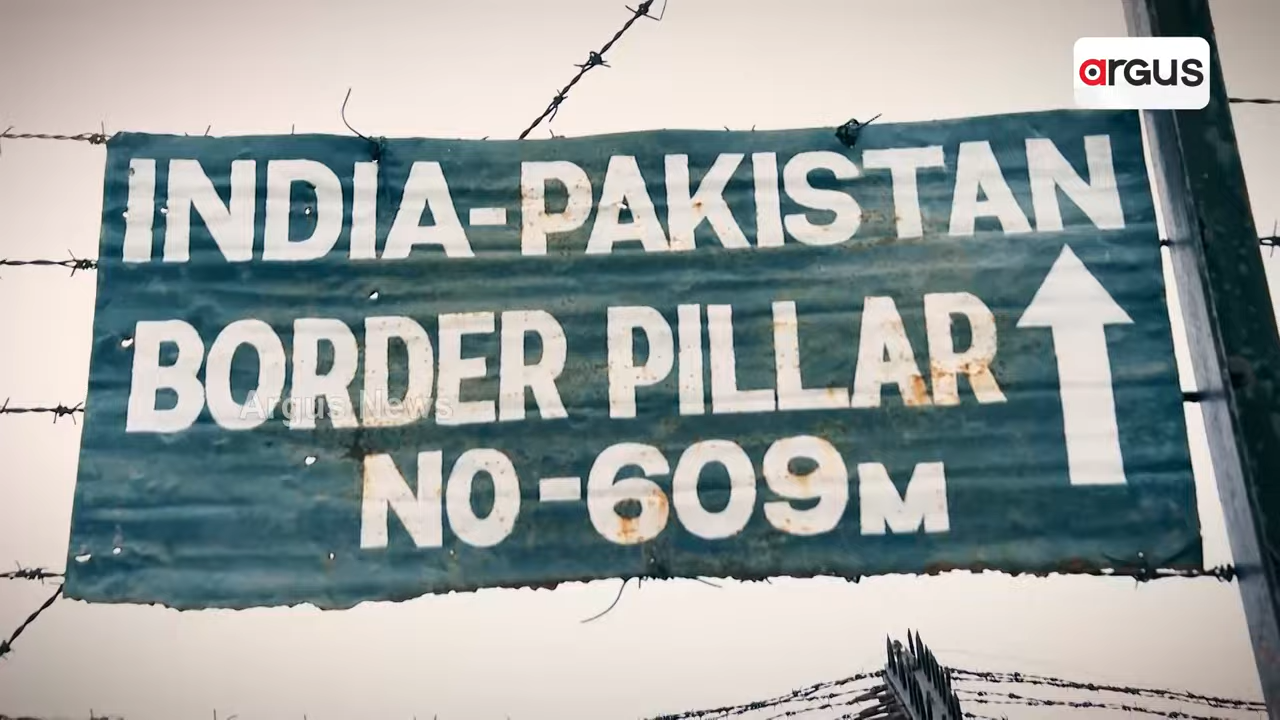 argus
INDIA-PAKISTAN
BORDER PILLAR
Argus News
NO-609M